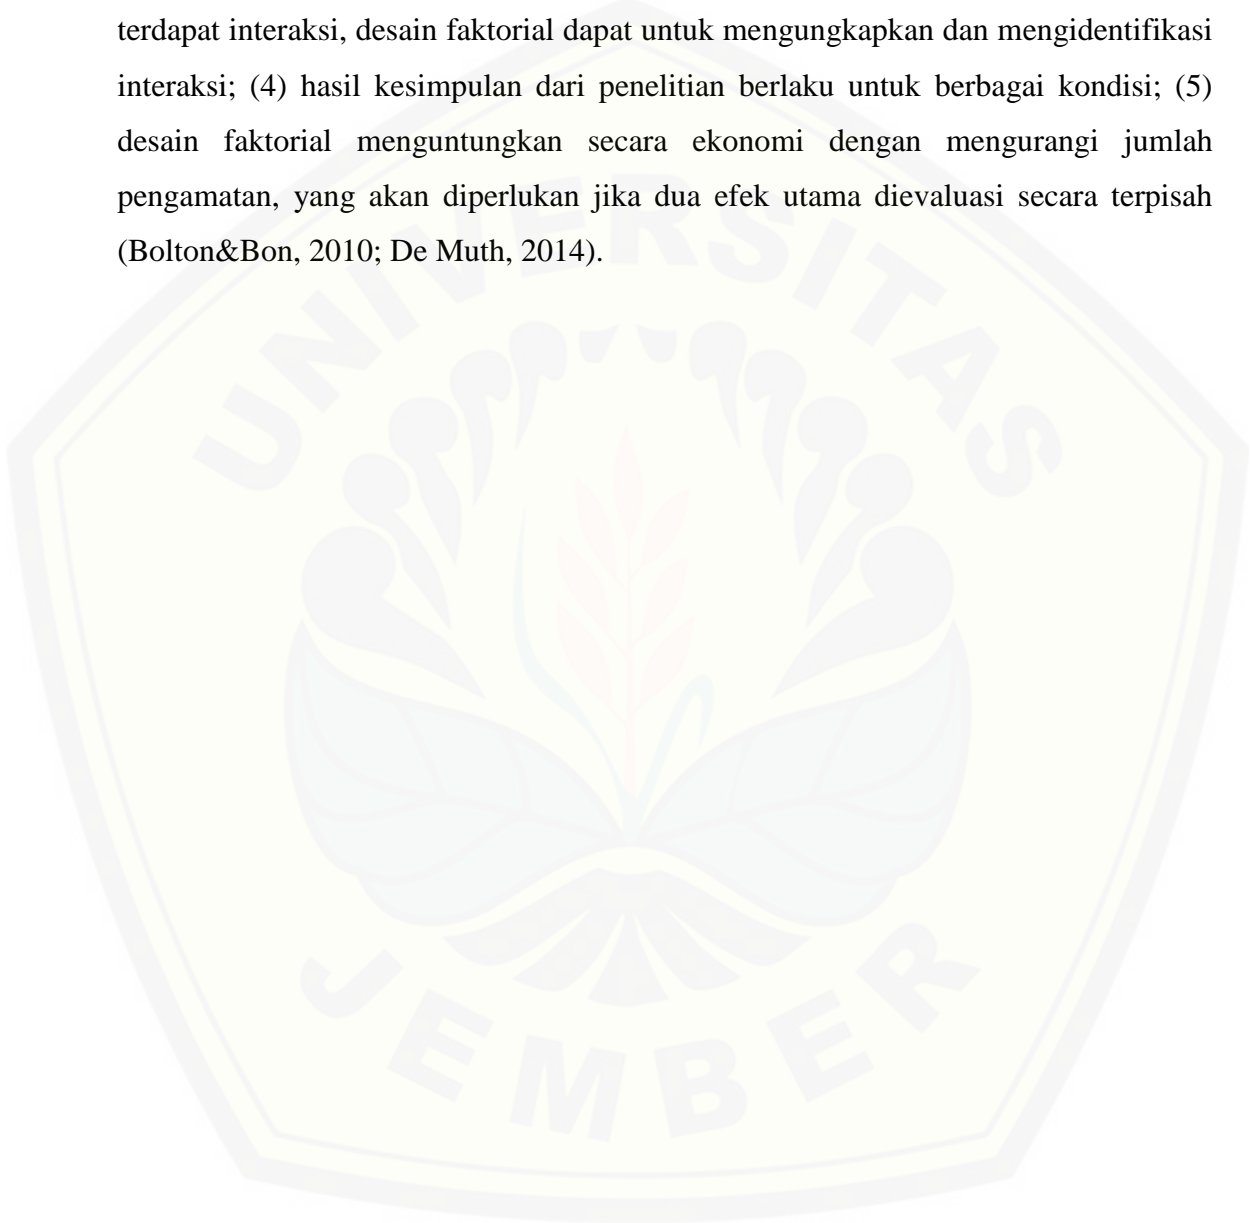 terdapat interaksi, desain faktorial dapat untuk mengungkapkan dan mengidentifikasi
interaksi; (4) hasil kesimpulan dari penelitian berlaku untuk berbagai kondisi; (5)
desain faktorial menguntungkan secara ekonomi dengan mengurangi jumlah
pengamatan, yang akan diperlukan jika dua efek utama dievaluasi secara terpisah
(Bolton&Bon, 2010; De Muth, 2014).
UNIVERSITAS
JEMBER